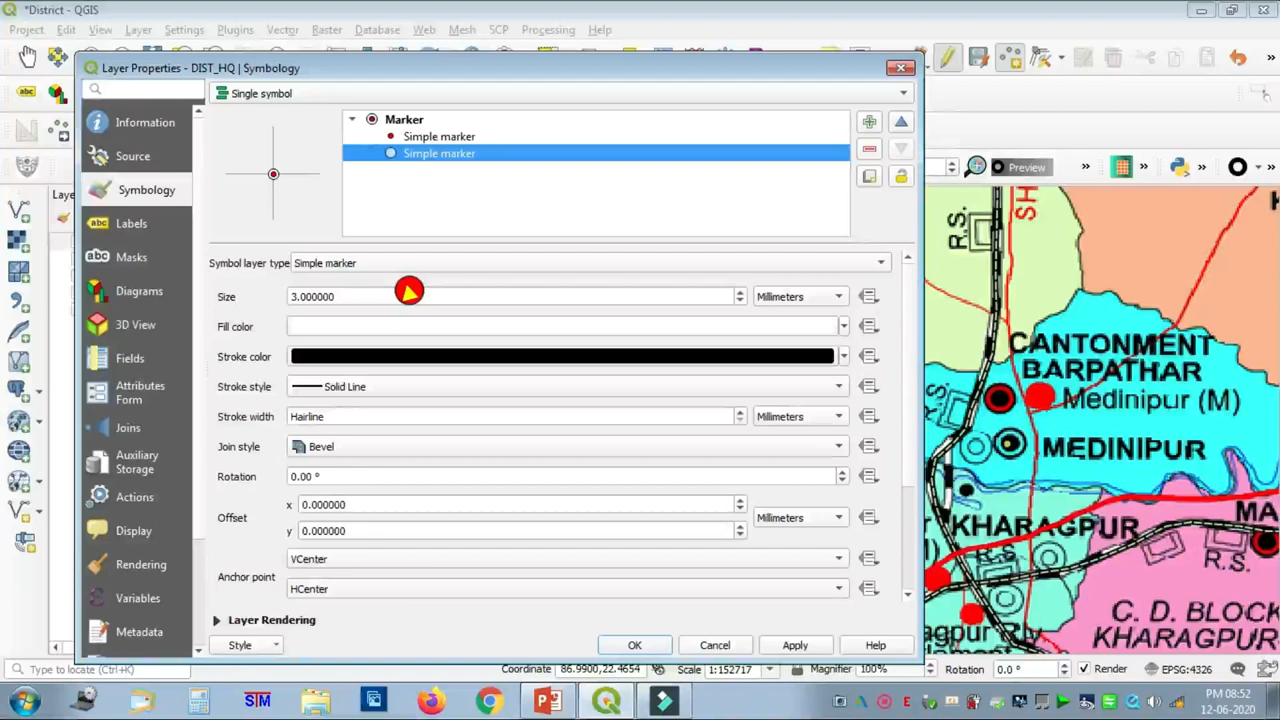 *District - QGIS
Project Edit View Layer Settings Plugins Vector Raster Database Web Mesh SCP Processing Help
Layer Properties - DIST_HQ | Symbology
Single symbol
Information
Source
Symbology
Labels
Masks
Diagrams
3D View
Fields
Attributes
Form
Joins
Auxiliary
Storage
Actions
Display
Rendering
Variables
Metadata
Marker
Simple marker
Simple marker
Symbol layer type Simple marker
Size 3.000000 Millimeters
Fill color
Stroke color
Stroke style Solid Line
Stroke width Hairline Millimeters
Join style Bevel
Rotation 0.00 °
Offset x 0.000000 Millimeters
y 0.000000
Anchor point VCenter
HCenter
Layer Rendering
Style OK Cancel Apply Help
abc
Laye
Preview
R.S.
SH
CANTONMENT
BARPATHAR
Medinipur (M)
MEDINIPUR
KHARAGPUR
MA
R.S.
R.S.
C. D. BLOCK
KHARAGPUR
Type to locate (Ctrl+K) Coordinate 86.9900,22.4654 Scale 1:152717 Magnifier 100% Rotation 0.0 ° Render EPSG:4326
STM
PM 08:52
12-06-2020